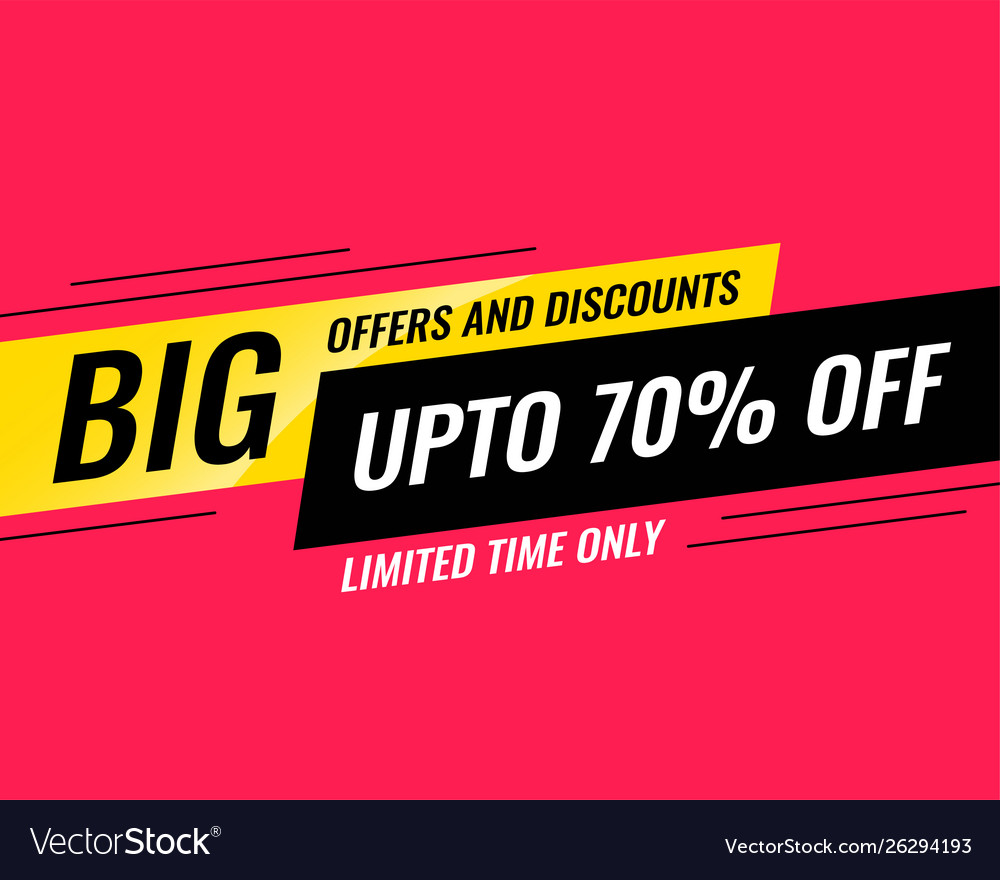 BIG
OFFERS AND DISCOUNTS
UPTO 70% OFF
LIMITED TIME ONLY
VectorStock®
VectorStock.com/26294193